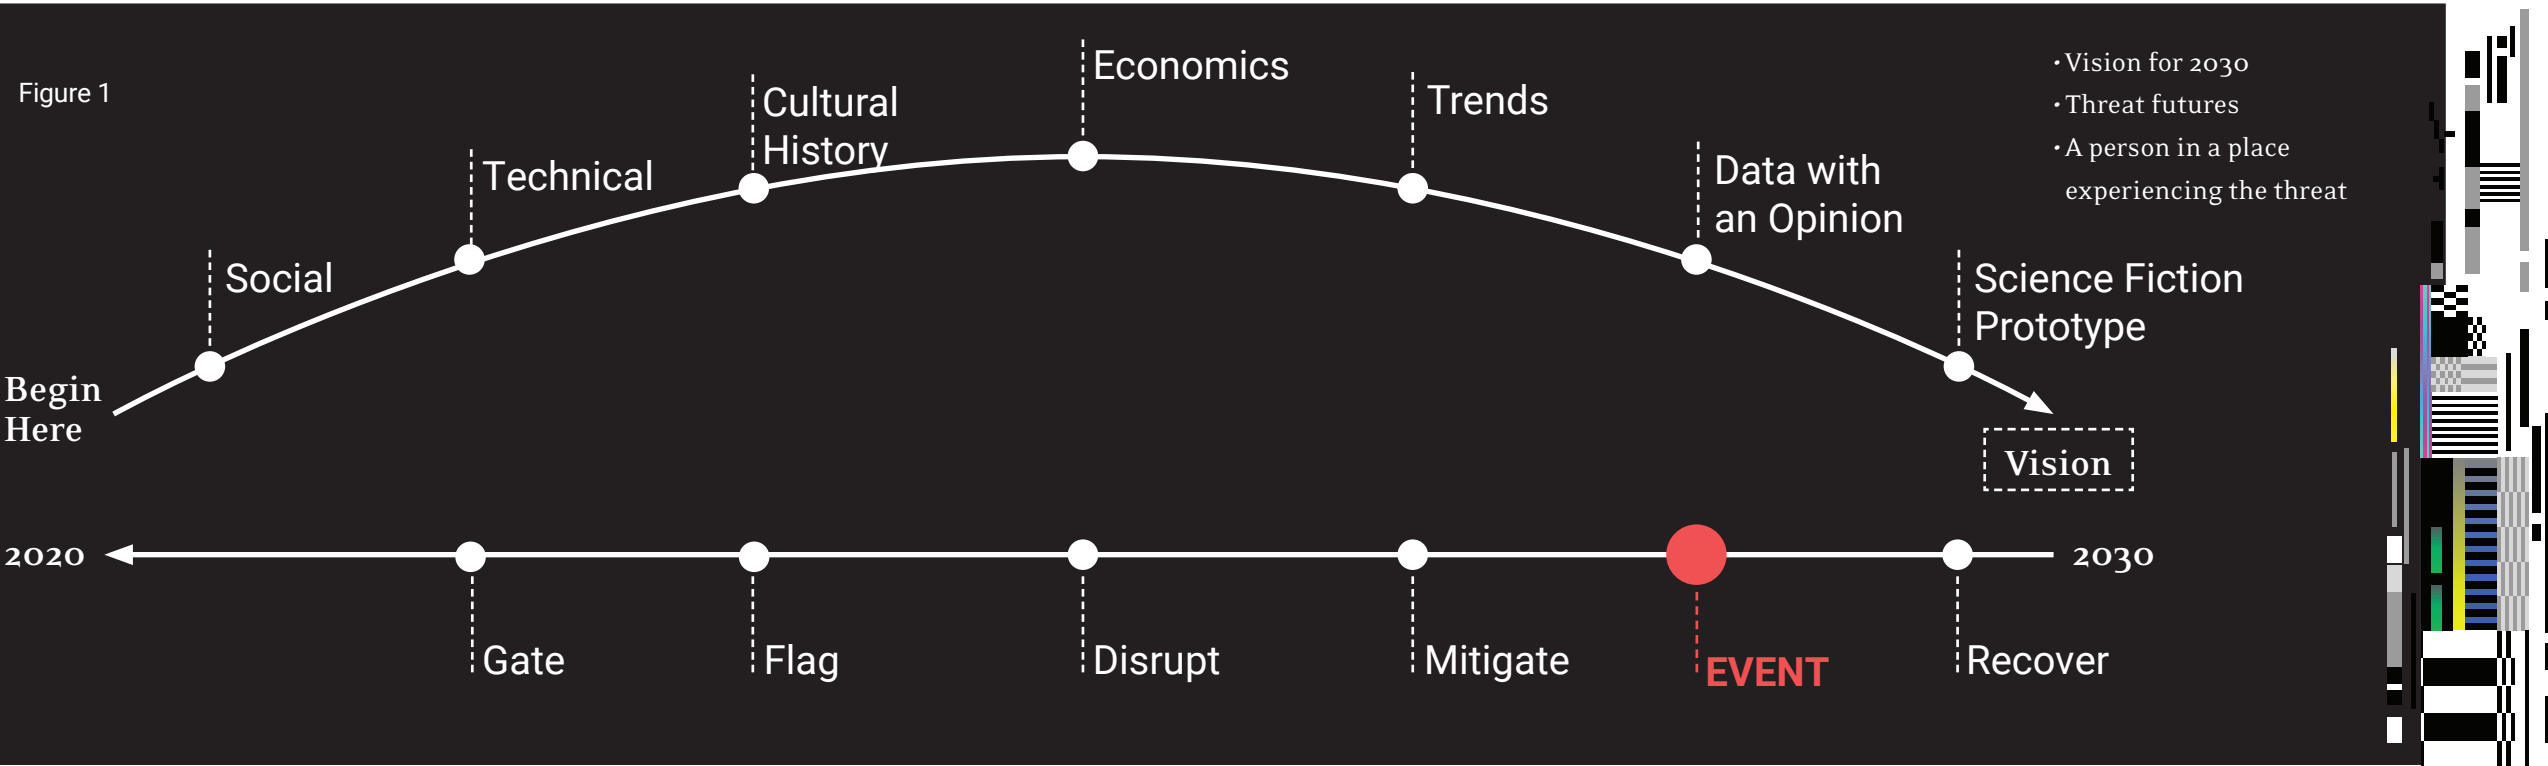 Figure 1
Begin
Here
Social
Technical
Cultural
History
Economics
Trends
Data with
an Opinion
Science Fiction
Prototype
• Vision for 2030
• Threat futures
• A person in a place
experiencing the threat
Vision
2020
2030
Gate
Flag
Disrupt
Mitigate
EVENT
Recover